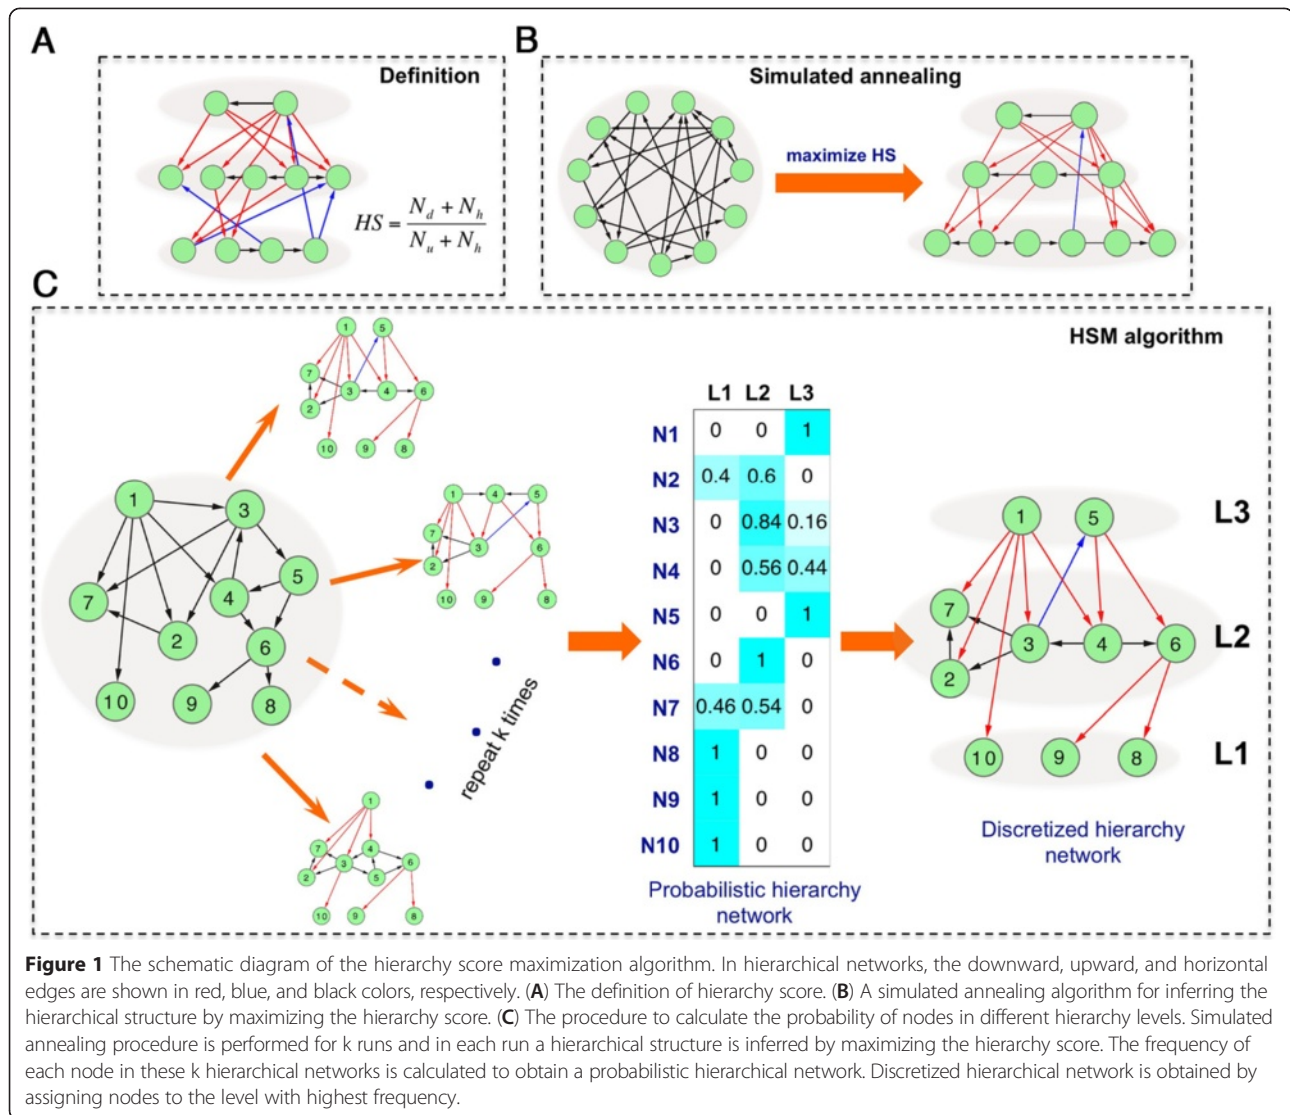 A
Definition
HS = (N_d + N_h) / (N_u + N_h)
B
Simulated annealing
maximize HS
C
HSM algorithm
1 5
7
3 4 6
2
10 9 8
1 4 5
7
3 6
2
10 9 8
1
3
5
7
4
2
6
10 9 8
repeat k times
1
7 4
3 6
2 5
10 9 8
L1 L2 L3
N1 0 0 1
N2 0.4 0.6 0
N3 0 0.84 0.16
N4 0 0.56 0.44
N5 0 0 1
N6 0 1 0
N7 0.46 0.54 0
N8 1 0 0
N9 1 0 0
N10 1 0 0
Probabilistic hierarchy
network
1 5 L3
7
3 4 6 L2
2
10 9 8 L1
Discretized hierarchy
network
Figure 1 The schematic diagram of the hierarchy score maximization algorithm. In hierarchical networks, the downward, upward, and horizontal
edges are shown in red, blue, and black colors, respectively. (A) The definition of hierarchy score. (B) A simulated annealing algorithm for inferring the
hierarchical structure by maximizing the hierarchy score. (C) The procedure to calculate the probability of nodes in different hierarchy levels. Simulated
annealing procedure is performed for k runs and in each run a hierarchical structure is inferred by maximizing the hierarchy score. The frequency of
each node in these k hierarchical networks is calculated to obtain a probabilistic hierarchical network. Discretized hierarchical network is obtained by
assigning nodes to the level with highest frequency.